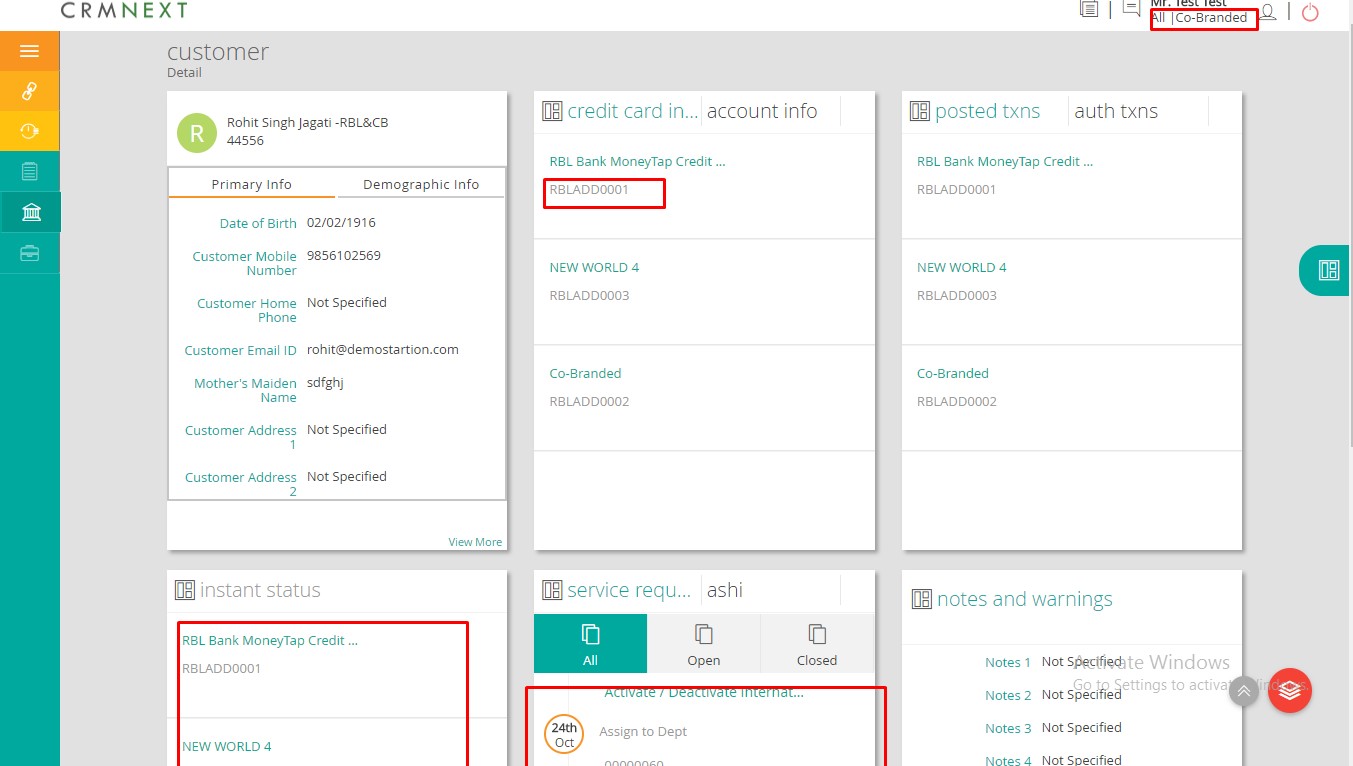 CRMNEXT
Mr. Test Test
All |Co-Branded
customer
Detail
R
Rohit Singh Jagati -RBL&CB
44556
Primary Info
Demographic Info
Date of Birth 02/02/1916
Customer Mobile Number 9856102569
Customer Home Phone Not Specified
Customer Email ID rohit@demostartion.com
Mother's Maiden Name sdfghj
Customer Address 1 Not Specified
Customer Address 2 Not Specified
View More
credit card in... account info
RBL Bank MoneyTap Credit ...
RBLADD0001
NEW WORLD 4
RBLADD0003
Co-Branded
RBLADD0002
posted txns auth txns
RBL Bank MoneyTap Credit ...
RBLADD0001
NEW WORLD 4
RBLADD0003
Co-Branded
RBLADD0002
instant status
RBL Bank MoneyTap Credit ...
RBLADD0001
NEW WORLD 4
service requ... ashi
All Open Closed
Activate / Deactivate Internat...
24th
Oct
Assign to Dept
00000060
notes and warnings
Notes 1 Not Specified
Notes 2 Not Specified
Notes 3 Not Specified
Notes 4 Not Specified
Activate Windows
Go to Settings to activate Windows.